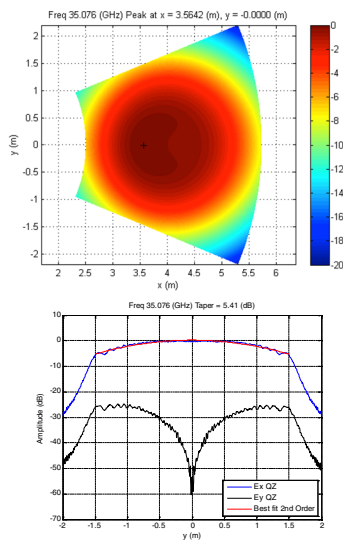 Freq 35.076 (GHz) Peak at x = 3.5642 (m), y = -0.0000 (m)
2
1.5
1
0.5
0
-0.5
-1
-1.5
-2
y (m)
2 2.5 3 3.5 4 4.5 5 5.5 6
x (m)
0
-2
-4
-6
-8
-10
-12
-14
-16
-18
-20
Freq 35.076 (GHz) Taper = 5.41 (dB)
10
0
-10
-20
-30
-40
-50
-60
-70
Amplitude (dB)
-2 -1.5 -1 -0.5 0 0.5 1 1.5 2
y (m)
Ex QZ
Ey QZ
Best fit 2nd Order